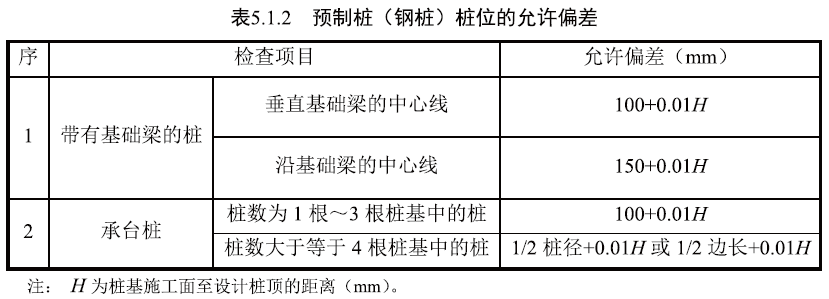 表5.1.2 预制桩（钢桩）桩位的允许偏差
序 检查项目 允许偏差（mm）
1 带有基础梁的桩 垂直基础梁的中心线 100+0.01H
沿基础梁的中心线 150+0.01H
2 承台桩 桩数为1根～3根桩基中的桩 100+0.01H
桩数大于等于4根桩基中的桩 1/2桩径+0.01H或1/2边长+0.01H
注： H为桩基施工面至设计桩顶的距离（mm）。